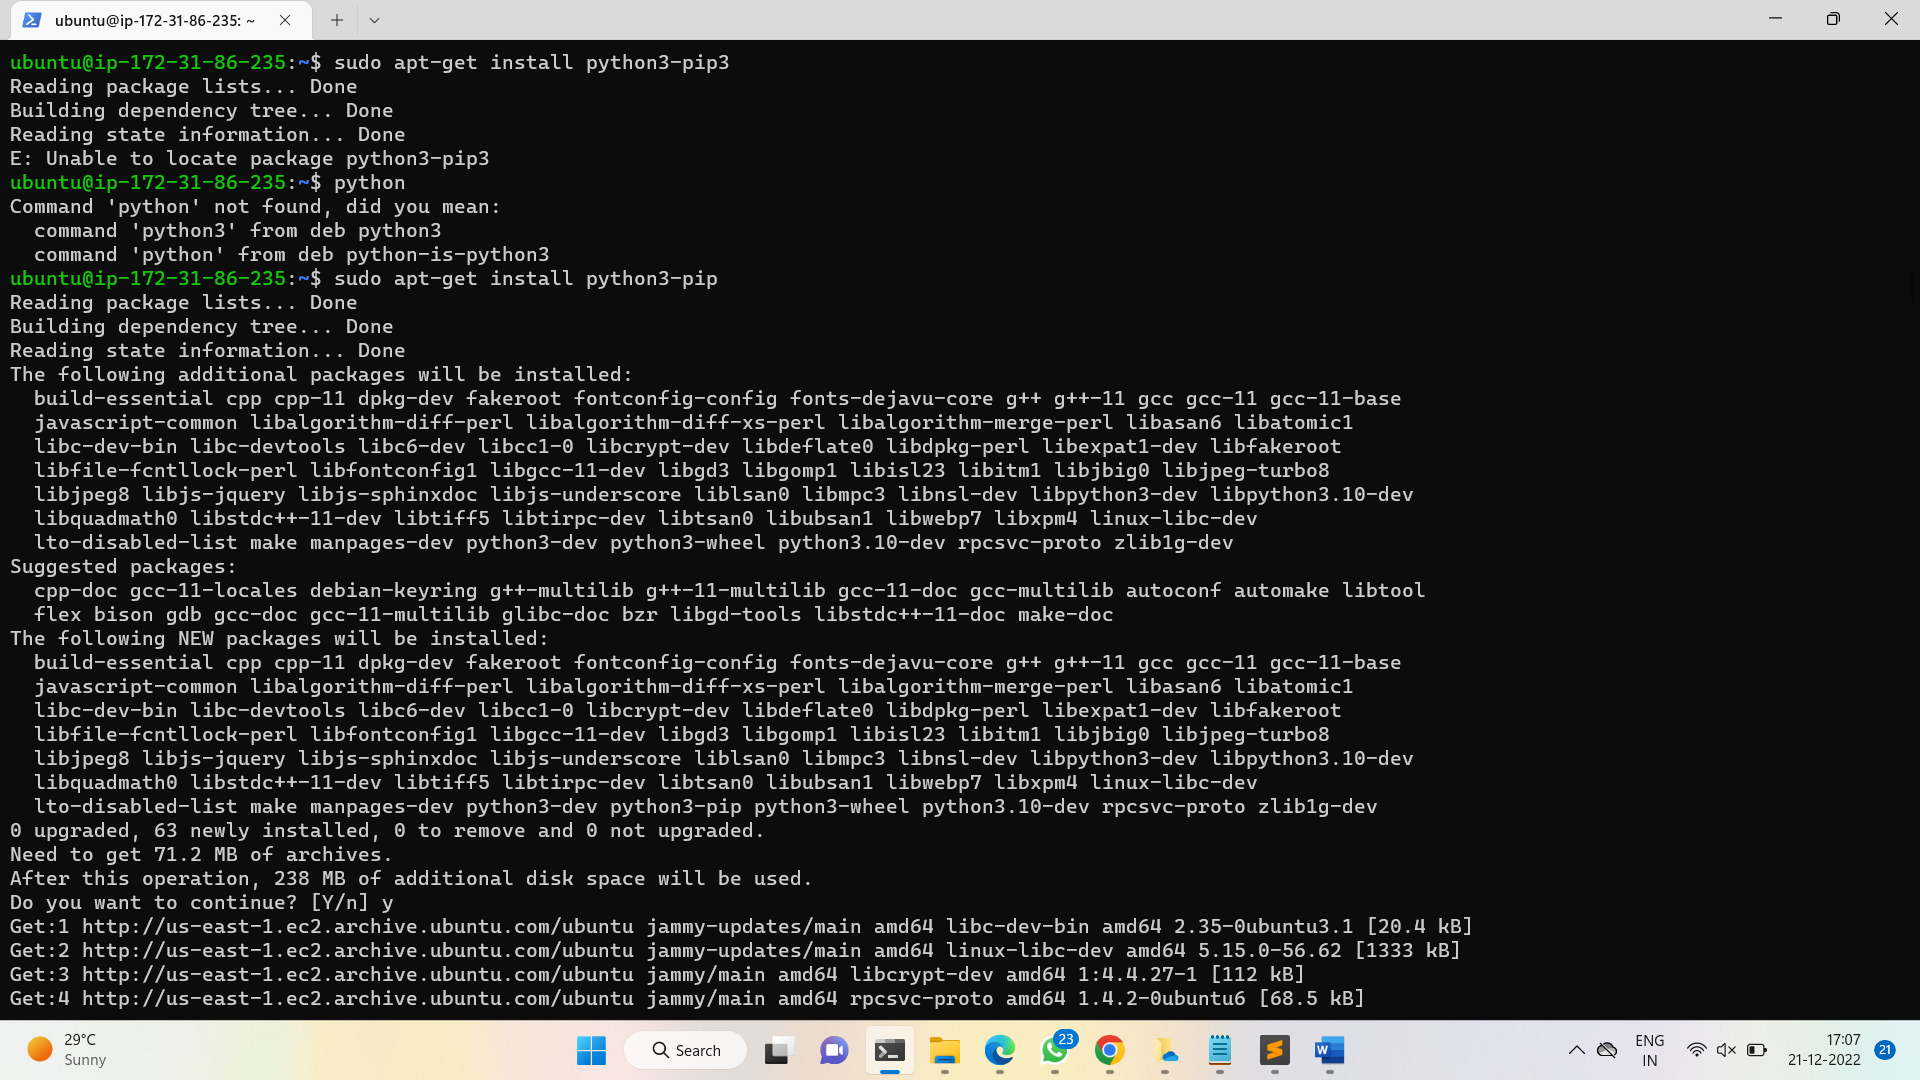 ubuntu@ip-172-31-86-235: ~
ubuntu@ip-172-31-86-235:~$ sudo apt-get install python3-pip3
Reading package lists... Done
Building dependency tree... Done
Reading state information... Done
E: Unable to locate package python3-pip3
ubuntu@ip-172-31-86-235:~$ python
Command 'python' not found, did you mean:
  command 'python3' from deb python3
  command 'python' from deb python-is-python3
ubuntu@ip-172-31-86-235:~$ sudo apt-get install python3-pip
Reading package lists... Done
Building dependency tree... Done
Reading state information... Done
The following additional packages will be installed:
  build-essential cpp cpp-11 dpkg-dev fakeroot fontconfig-config fonts-dejavu-core g++ g++-11 gcc gcc-11 gcc-11-base
  javascript-common libalgorithm-diff-perl libalgorithm-diff-xs-perl libalgorithm-merge-perl libasan6 libatomic1
  libc-dev-bin libc-devtools libc6-dev libcc1-0 libcrypt-dev libdeflate0 libdpkg-perl libexpat1-dev libfakeroot
  libfile-fcntllock-perl libfontconfig1 libgcc-11-dev libgd3 libgomp1 libisl23 libitm1 libjbig0 libjpeg-turbo8
  libjpeg8 libjs-jquery libjs-sphinxdoc libjs-underscore liblsan0 libmpc3 libnsl-dev libpython3-dev libpython3.10-dev
  libquadmath0 libstdc++-11-dev libtiff5 libtirpc-dev libtsan0 libubsan1 libwebp7 libxpm4 linux-libc-dev
  lto-disabled-list make manpages-dev python3-dev python3-wheel python3.10-dev rpcsvc-proto zlib1g-dev
Suggested packages:
  cpp-doc gcc-11-locales debian-keyring g++-multilib g++-11-multilib gcc-11-doc gcc-multilib autoconf automake libtool
  flex bison gdb gcc-doc gcc-11-multilib glibc-doc bzr libgd-tools libstdc++-11-doc make-doc
The following NEW packages will be installed:
  build-essential cpp cpp-11 dpkg-dev fakeroot fontconfig-config fonts-dejavu-core g++ g++-11 gcc gcc-11 gcc-11-base
  javascript-common libalgorithm-diff-perl libalgorithm-diff-xs-perl libalgorithm-merge-perl libasan6 libatomic1
  libc-dev-bin libc-devtools libc6-dev libcc1-0 libcrypt-dev libdeflate0 libdpkg-perl libexpat1-dev libfakeroot
  libfile-fcntllock-perl libfontconfig1 libgcc-11-dev libgd3 libgomp1 libisl23 libitm1 libjbig0 libjpeg-turbo8
  libjpeg8 libjs-jquery libjs-sphinxdoc libjs-underscore liblsan0 libmpc3 libnsl-dev libpython3-dev libpython3.10-dev
  libquadmath0 libstdc++-11-dev libtiff5 libtirpc-dev libtsan0 libubsan1 libwebp7 libxpm4 linux-libc-dev
  lto-disabled-list make manpages-dev python3-dev python3-pip python3-wheel python3.10-dev rpcsvc-proto zlib1g-dev
0 upgraded, 63 newly installed, 0 to remove and 0 not upgraded.
Need to get 71.2 MB of archives.
After this operation, 238 MB of additional disk space will be used.
Do you want to continue? [Y/n] y
Get:1 http://us-east-1.ec2.archive.ubuntu.com/ubuntu jammy-updates/main amd64 libc-dev-bin amd64 2.35-0ubuntu3.1 [20.4 kB]
Get:2 http://us-east-1.ec2.archive.ubuntu.com/ubuntu jammy-updates/main amd64 linux-libc-dev amd64 5.15.0-56.62 [1333 kB]
Get:3 http://us-east-1.ec2.archive.ubuntu.com/ubuntu jammy/main amd64 libcrypt-dev amd64 1:4.4.27-1 [112 kB]
Get:4 http://us-east-1.ec2.archive.ubuntu.com/ubuntu jammy/main amd64 rpcsvc-proto amd64 1.4.2-0ubuntu6 [68.5 kB]
29°C
Sunny
Search
23
W
ENG
IN
17:07
21-12-2022
21